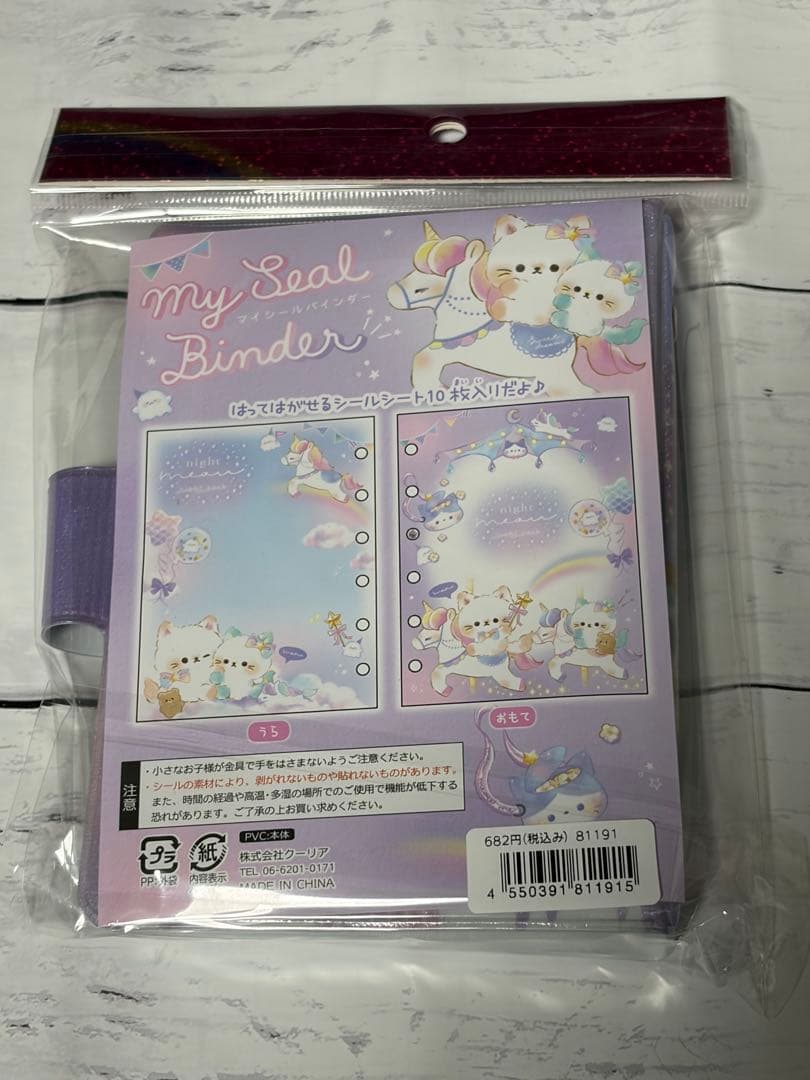 My Seal
マイシールバインダー
Binder
はってはがせるシールシート10枚入りだよ♪
まいい
night
meow
night
meow
うら
おもて
注意
・小さなお子様が金具で手をはさまないようご注意ください。
・シールの素材により、剥がれないものや貼れないものがあります。
また、時間の経過や高温・多湿の場所でのご使用で機能が低下する
恐れがあります。ご了承の上お買い求めください。
プラ
PP:外袋
紙
内容表示
PVC:本体
株式会社クーリア
TEL 06-6201-0171
MADE IN CHINA
682円(税込み) 81191
4 550391 811915